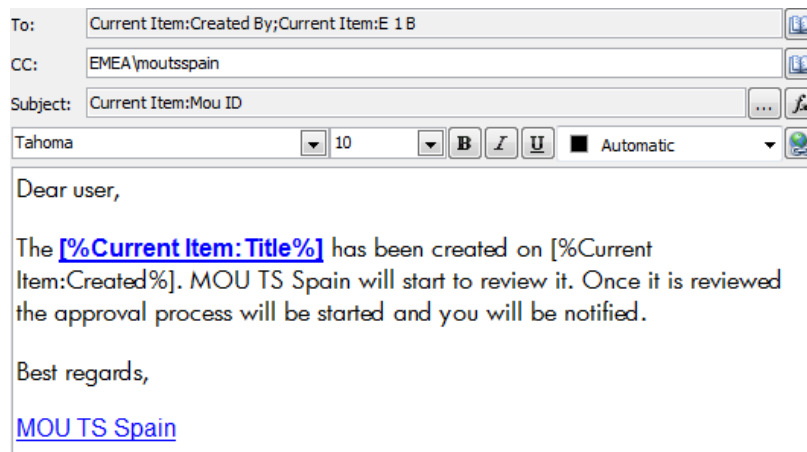 To: Current Item:Created By;Current Item:E 1 B
CC: EMEA\moutsspain
Subject: Current Item:Mou ID ...
Tahoma 10 B I U Automatic
Dear user,
The [%Current Item:Title%] has been created on [%Current
Item:Created%]. MOU TS Spain will start to review it. Once it is reviewed
the approval process will be started and you will be notified.
Best regards,
MOU TS Spain